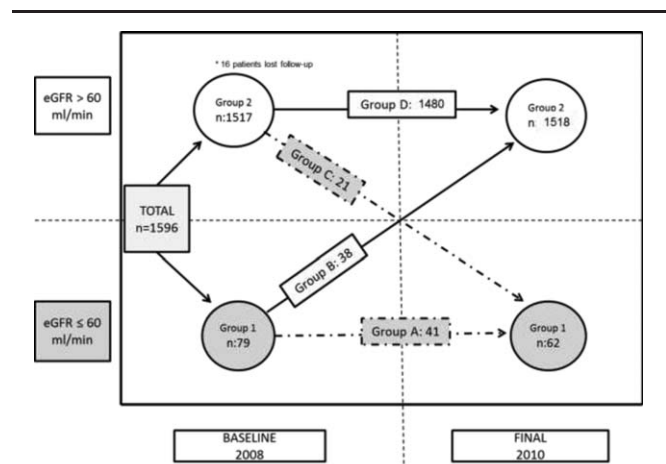 * 16 patients lost follow-up
eGFR > 60
ml/min
Group 2
n:1517
Group D: 1480
Group 2
n: 1518
Group C: 21
TOTAL
n=1596
Group B: 38
eGFR ≤ 60
ml/min
Group 1
n:79
Group A: 41
Group 1
n:62
BASELINE
2008
FINAL
2010